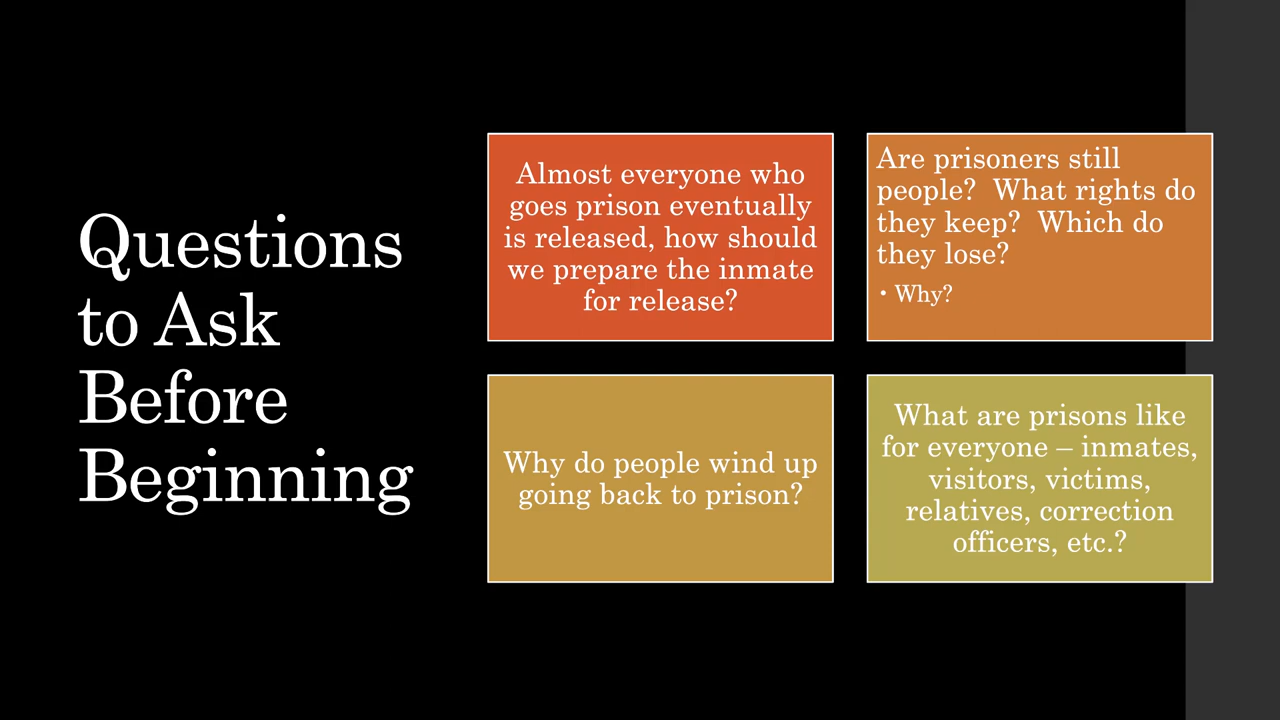 Questions
to Ask
Before
Beginning
Almost everyone who
goes prison eventually
is released, how should
we prepare the inmate
for release?
Are prisoners still
people?  What rights do
they keep?  Which do
they lose?
• Why?
Why do people wind up
going back to prison?
What are prisons like
for everyone – inmates,
visitors, victims,
relatives, correction
officers, etc.?